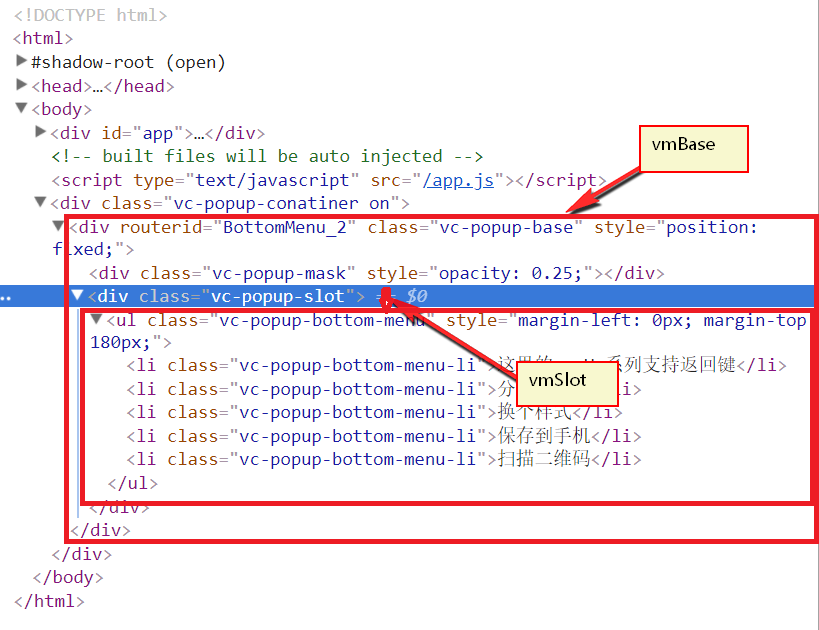 <!DOCTYPE html>
<html>
▶#shadow-root (open)
▶<head>…</head>
▼<body>
▶<div id="app">…</div>
<!-- built files will be auto injected -->
<script type="text/javascript" src="/app.js"></script>
vmBase
▼<div class="vc-popup-conatiner on">
▼<div routerid="BottomMenu_2" class="vc-popup-base" style="position:
fixed;">
<div class="vc-popup-mask" style="opacity: 0.25;"></div>
▼<div class="vc-popup-slot"> == $0
▼<ul class="vc-popup-bottom-menu" style="margin-left: 0px; margin-top
180px;">
<li class="vc-popup-bottom-menu-li">这里的 系列支持返回键</li>
vmSlot
<li class="vc-popup-bottom-menu-li">分 </li>
<li class="vc-popup-bottom-menu-li">换个样式</li>
<li class="vc-popup-bottom-menu-li">保存到手机</li>
<li class="vc-popup-bottom-menu-li">扫描二维码</li>
</ul>
</div>
</div>
</div>
</body>
</html>